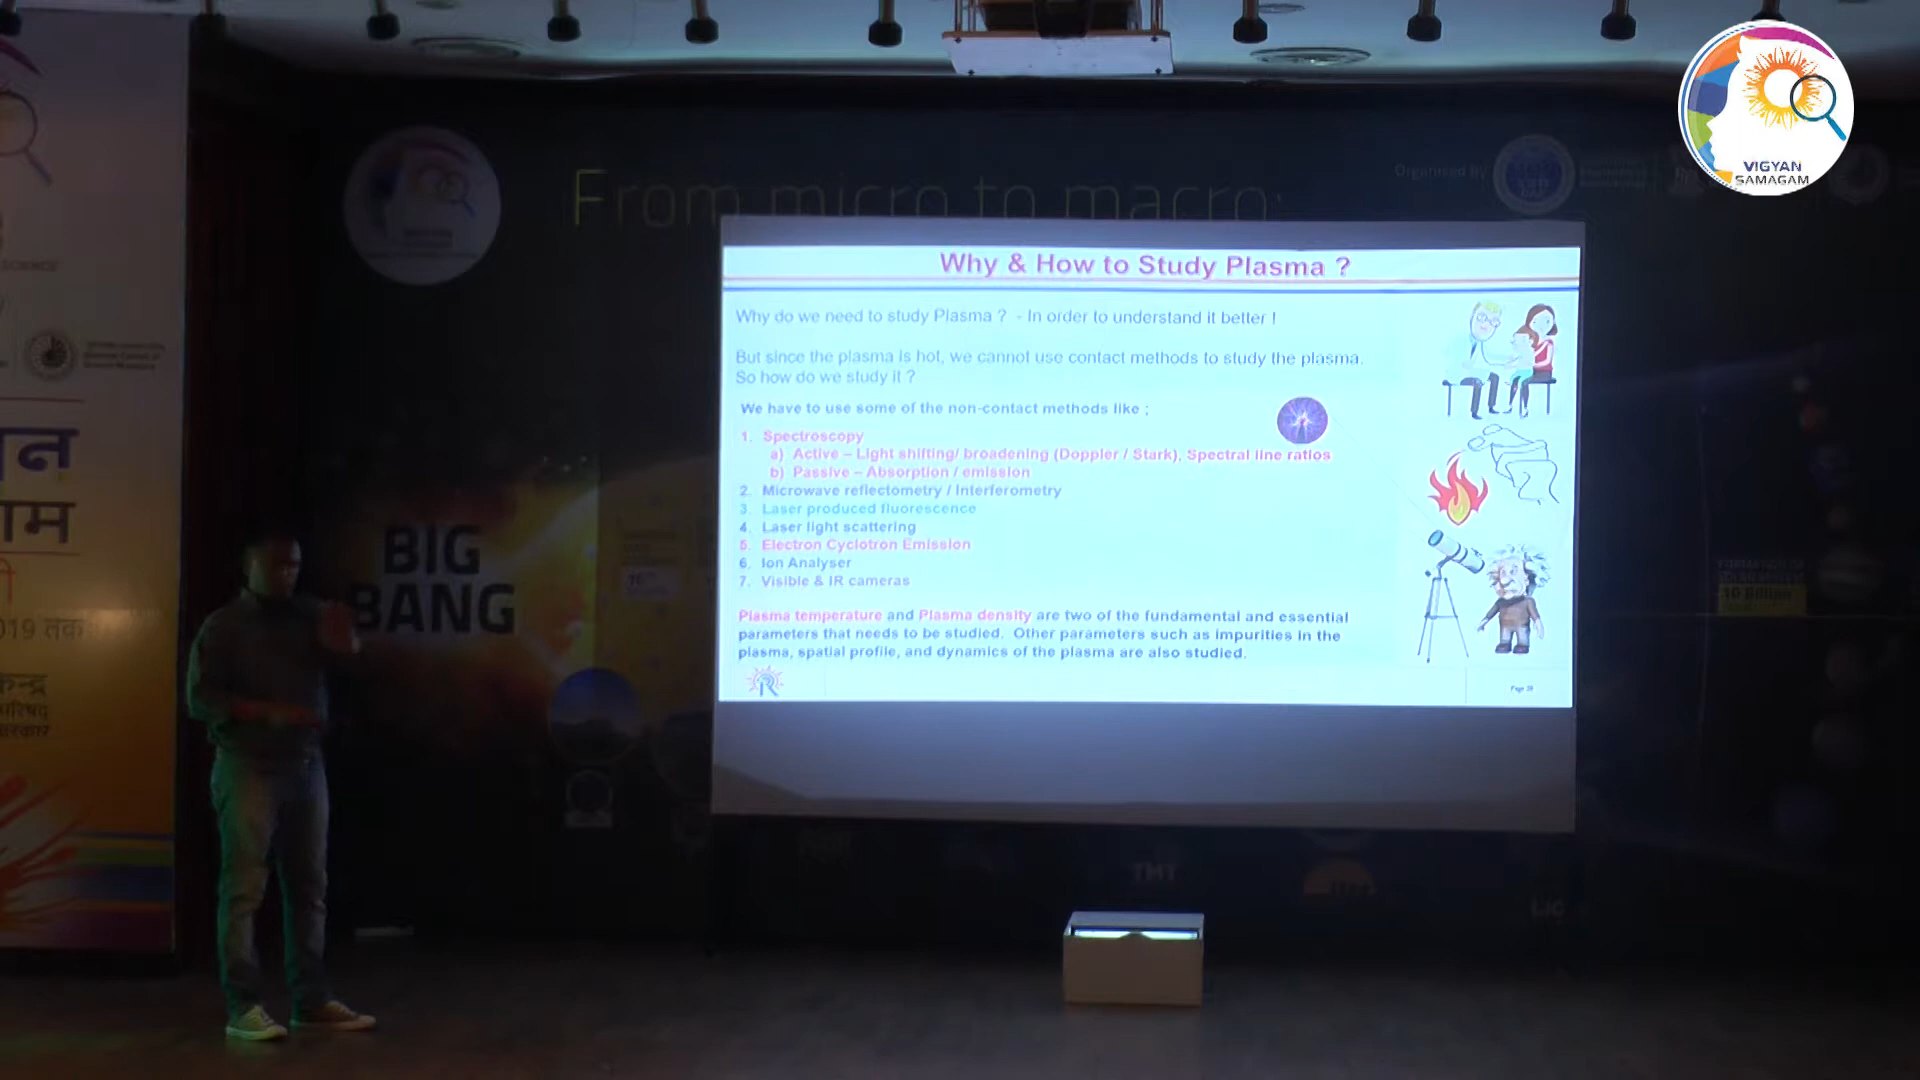 VIGYAN
SAMAGAM
Organised By
From micro to macro:
Why & How to Study Plasma ?
Why do we need to study Plasma ? - In order to understand it better !
But since the plasma is hot, we cannot use contact methods to study the plasma.
So how do we study it ?
We have to use some of the non-contact methods like ;
1. Spectroscopy
a) Active – Light shifting/ broadening (Doppler / Stark), Spectral line ratios
b) Passive – Absorption / emission
2. Microwave reflectometry / Interferometry
3. Laser produced fluorescence
4. Laser light scattering
5. Electron Cyclotron Emission
6. Ion Analyser
7. Visible & IR cameras
Plasma temperature and Plasma density are two of the fundamental and essential
parameters that needs to be studied. Other parameters such as impurities in the
plasma, spatial profile, and dynamics of the plasma are also studied.
BIG
BANG
TMT